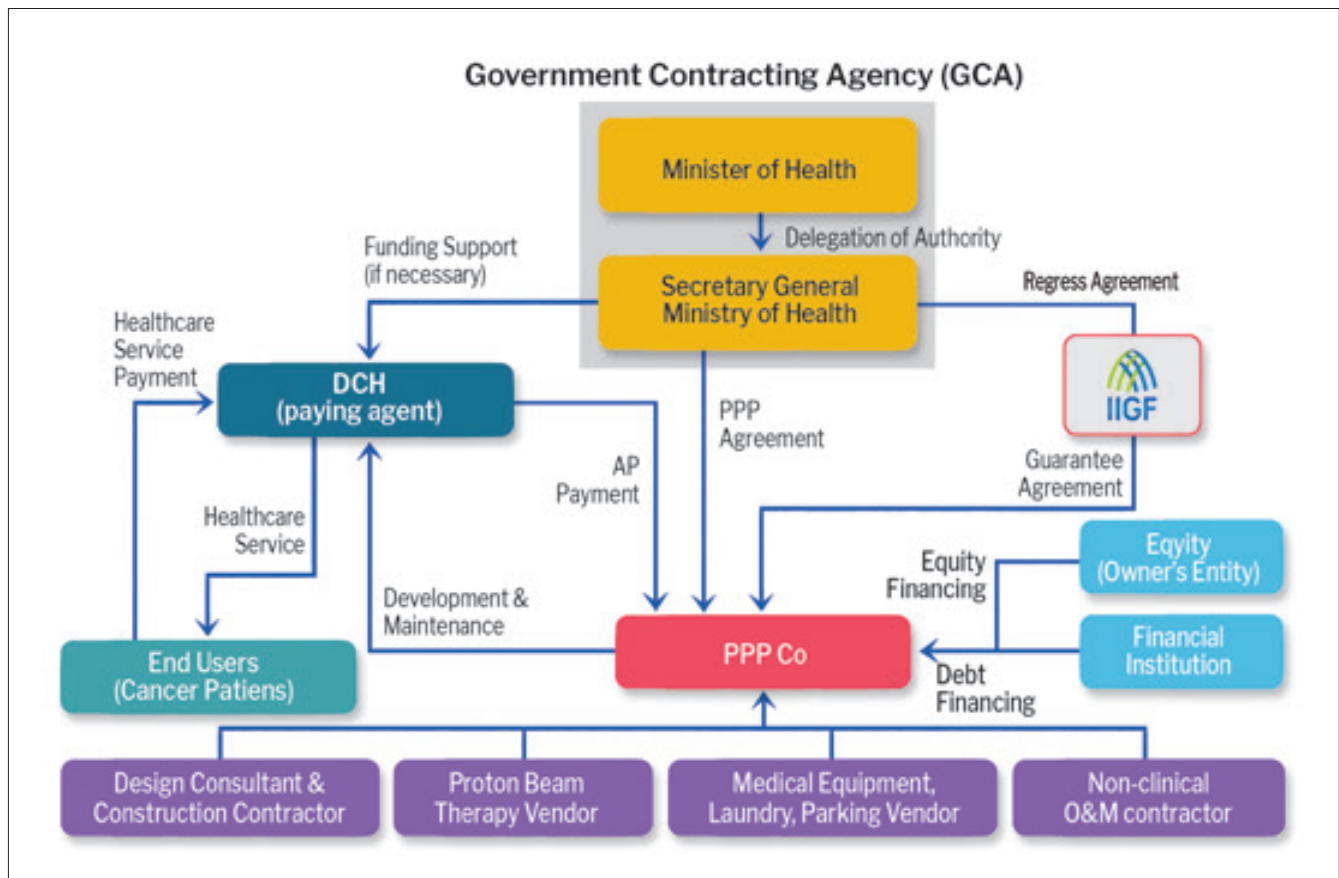 Government Contracting Agency (GCA)
Minister of Health
Delegation of Authority
Funding Support
(if necessary)
Secretary General
Ministry of Health
Regress Agreement
Healthcare
Service
Payment
DCH
(paying agent)
IIGF
PPP
Agreement
AP
Payment
Guarantee
Agreement
Healthcare
Service
Equity
Financing
Eqyity
(Owner's Entity)
Development &
Maintenance
End Users
(Cancer Patiens)
PPP Co
Financial
Institution
Debt
Financing
Design Consultant &
Construction Contractor
Proton Beam
Therapy Vendor
Medical Equipment,
Laundry, Parking Vendor
Non-clinical
O&M contractor